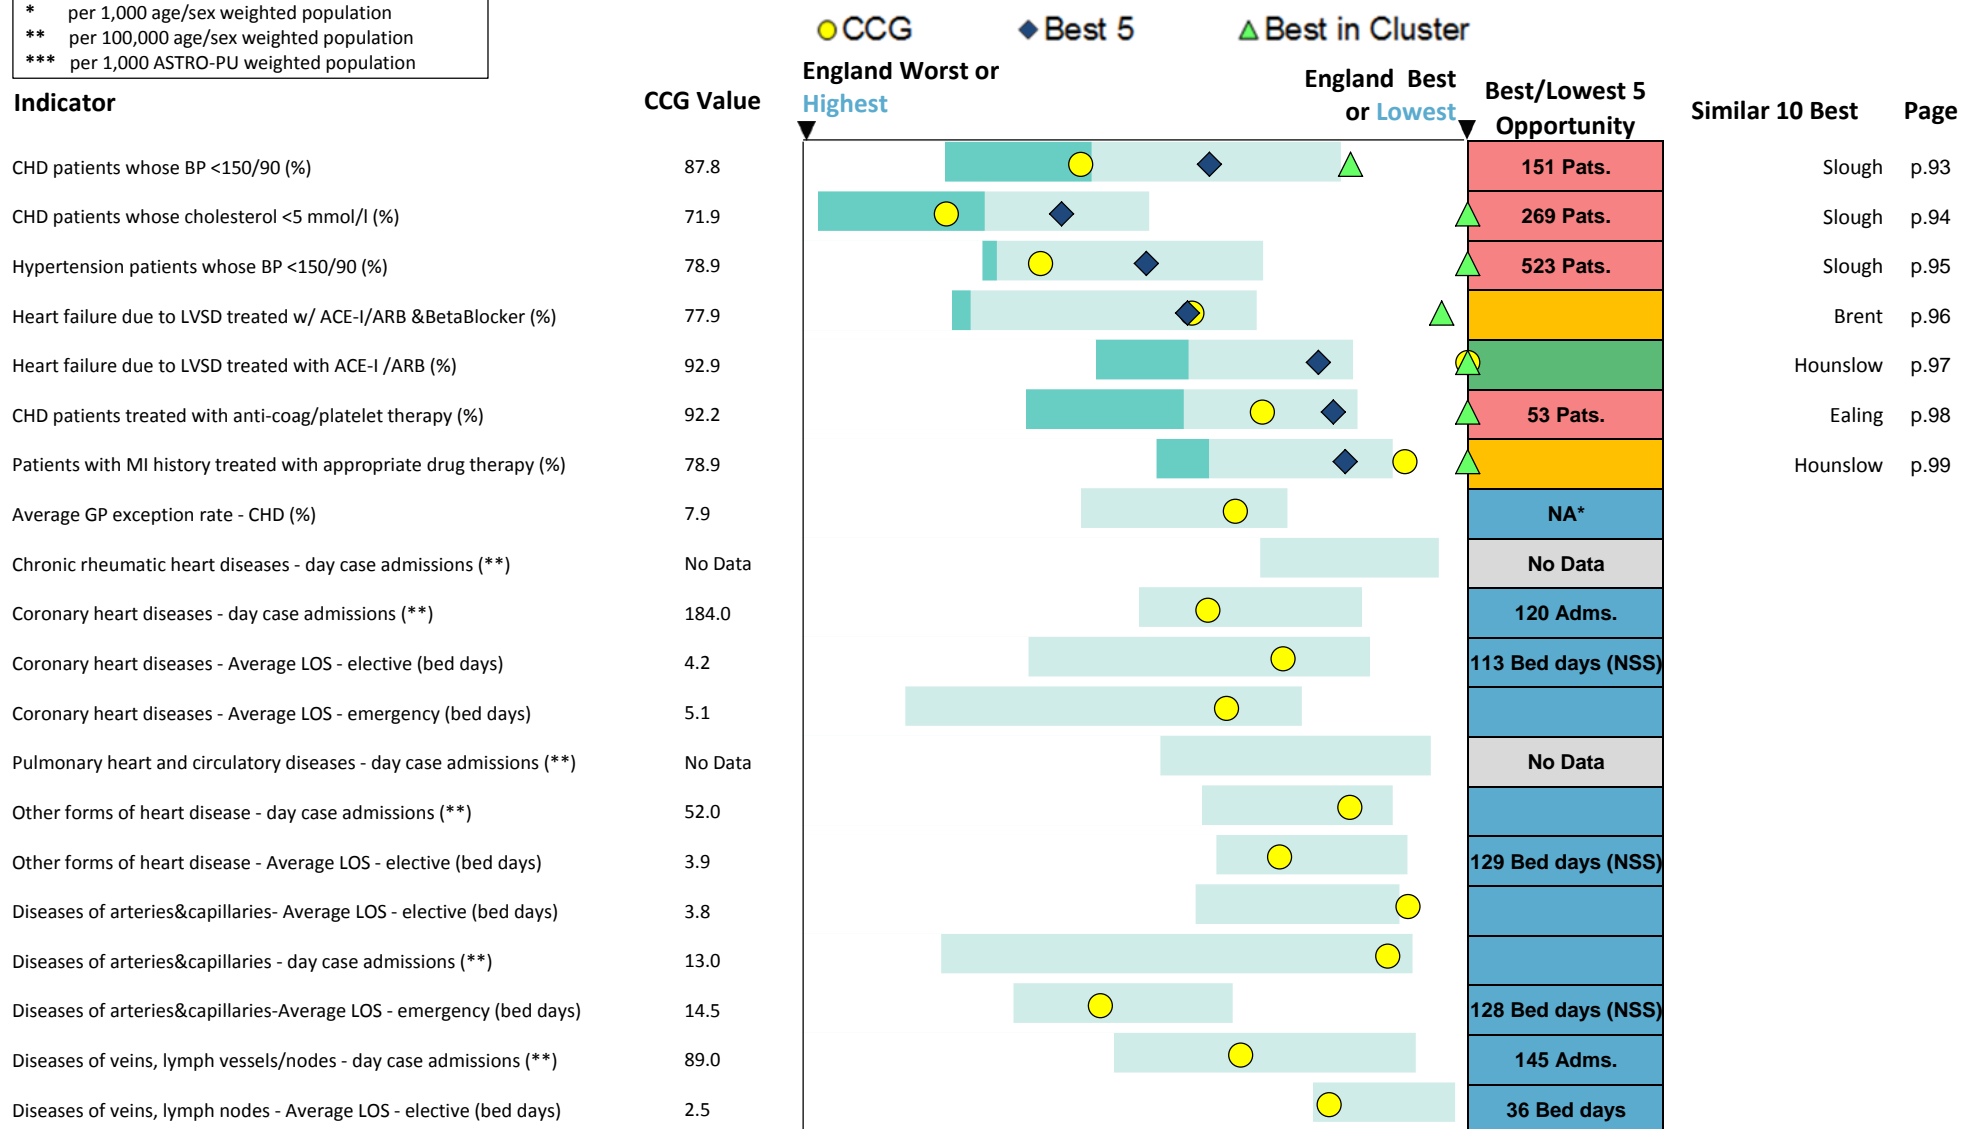 * per 1,000 age/sex weighted population
** per 100,000 age/sex weighted population
*** per 1,000 ASTRO-PU weighted population
CCG Best 5 Best in Cluster
Indicator CCG Value England Worst or Highest England Best or Lowest Best/Lowest 5 Opportunity Similar 10 Best Page
CHD patients whose BP <150/90 (%) 87.8 151 Pats. Slough p.93
CHD patients whose cholesterol <5 mmol/l (%) 71.9 269 Pats. Slough p.94
Hypertension patients whose BP <150/90 (%) 78.9 523 Pats. Slough p.95
Heart failure due to LVSD treated w/ ACE-I/ARB &BetaBlocker (%) 77.9 Brent p.96
Heart failure due to LVSD treated with ACE-I /ARB (%) 92.9 Hounslow p.97
CHD patients treated with anti-coag/platelet therapy (%) 92.2 53 Pats. Ealing p.98
Patients with MI history treated with appropriate drug therapy (%) 78.9 Hounslow p.99
Average GP exception rate - CHD (%) 7.9 NA*
Chronic rheumatic heart diseases - day case admissions (**) No Data No Data
Coronary heart diseases - day case admissions (**) 184.0 120 Adms.
Coronary heart diseases - Average LOS - elective (bed days) 4.2 113 Bed days (NSS)
Coronary heart diseases - Average LOS - emergency (bed days) 5.1
Pulmonary heart and circulatory diseases - day case admissions (**) No Data No Data
Other forms of heart disease - day case admissions (**) 52.0
Other forms of heart disease - Average LOS - elective (bed days) 3.9 129 Bed days (NSS)
Diseases of arteries&capillaries- Average LOS - elective (bed days) 3.8
Diseases of arteries&capillaries - day case admissions (**) 13.0
Diseases of arteries&capillaries-Average LOS - emergency (bed days) 14.5 128 Bed days (NSS)
Diseases of veins, lymph vessels/nodes - day case admissions (**) 89.0 145 Adms.
Diseases of veins, lymph nodes - Average LOS - elective (bed days) 2.5 36 Bed days